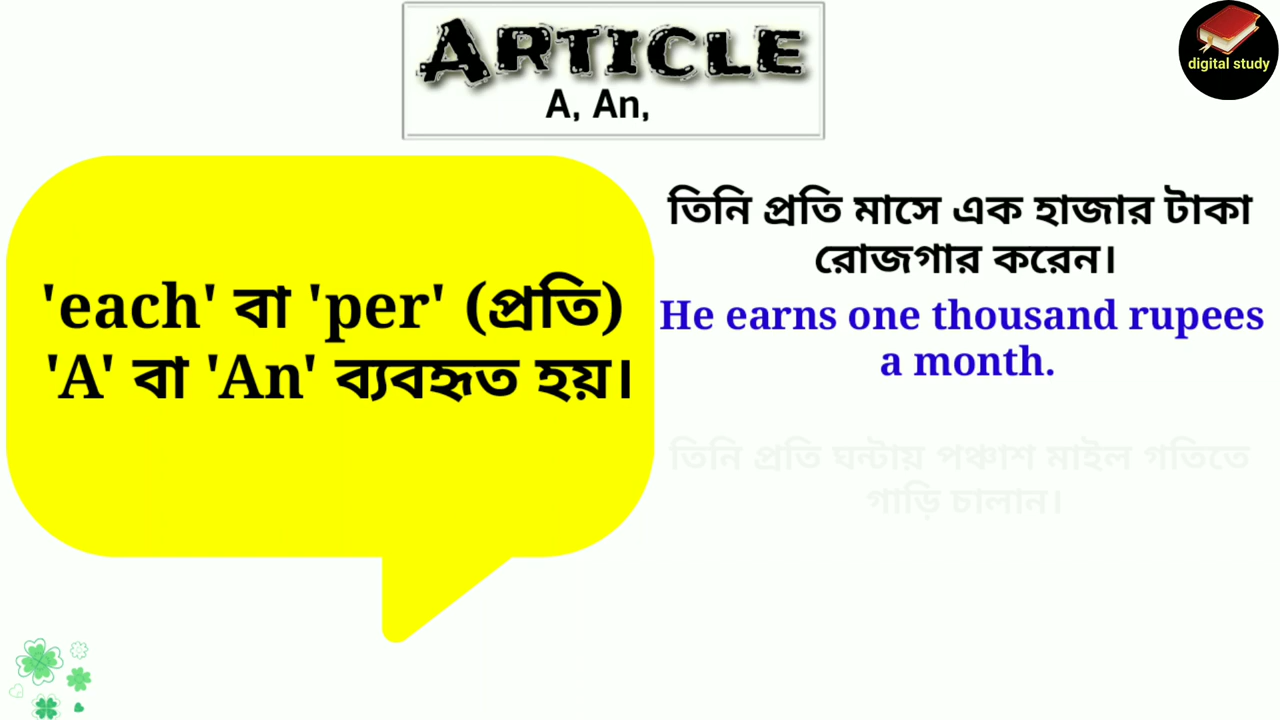 ARTICLE
A, An,
digital study
'each' বা 'per' (প্রতি)
'A' বা 'An' ব্যবহৃত হয়।
তিনি প্রতি মাসে এক হাজার টাকা
রোজগার করেন।
He earns one thousand rupees
a month.
তিনি প্রতি ঘন্টায় পঞ্চাশ মাইল গতিতে
গাড়ি চালান।